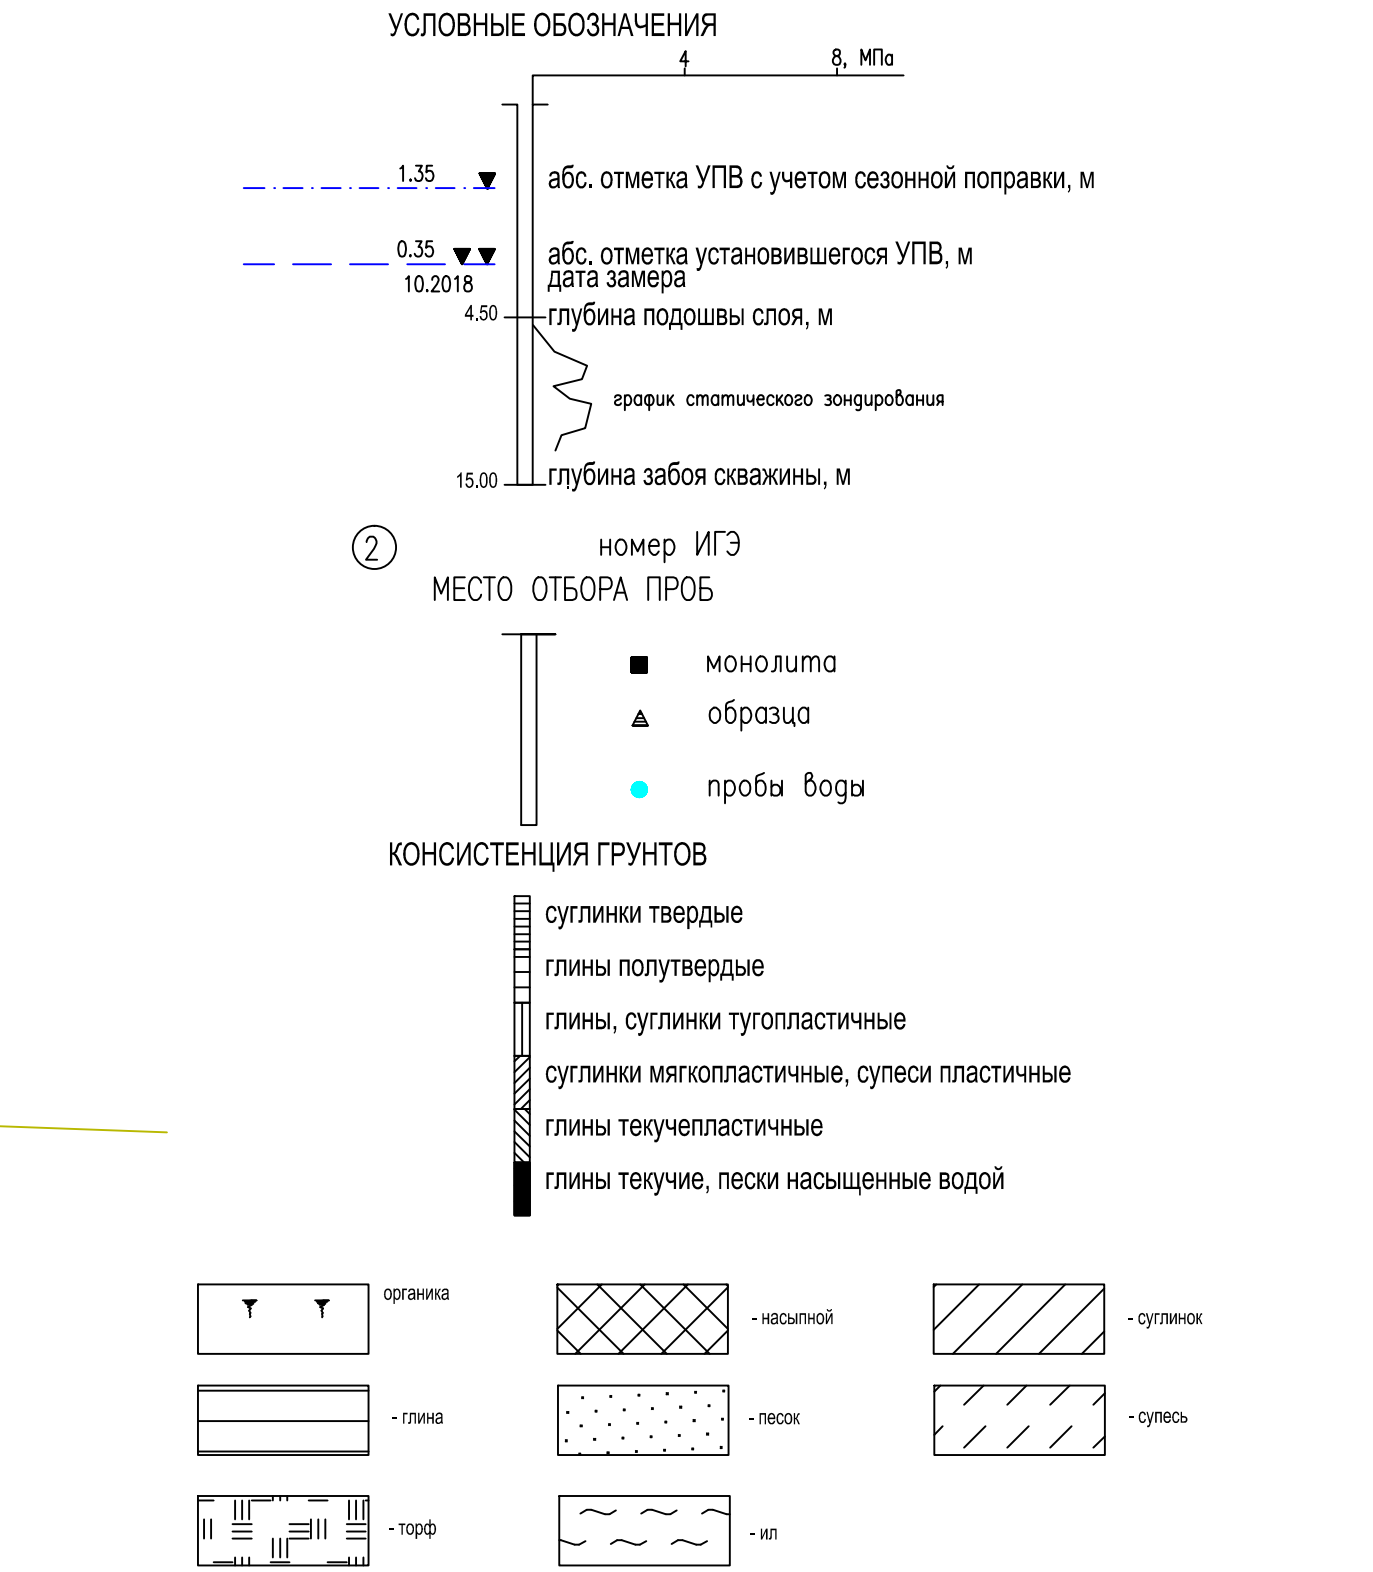 УСЛОВНЫЕ ОБОЗНАЧЕНИЯ
4 8, МПа
1.35 абс. отметка УПВ с учетом сезонной поправки, м
0.35 абс. отметка установившегося УПВ, м
10.2018 дата замера
4.50 глубина подошвы слоя, м
график статического зондирования
15.00 глубина забоя скважины, м
2 номер ИГЭ
МЕСТО ОТБОРА ПРОБ
монолита
образца
пробы воды
КОНСИСТЕНЦИЯ ГРУНТОВ
суглинки твердые
глины полутвердые
глины, суглинки тугопластичные
суглинки мягкопластичные, супеси пластичные
глины текучепластичные
глины текучие, пески насыщенные водой
органика
- насыпной
- суглинок
- глина
- песок
- супесь
- торф
- ил